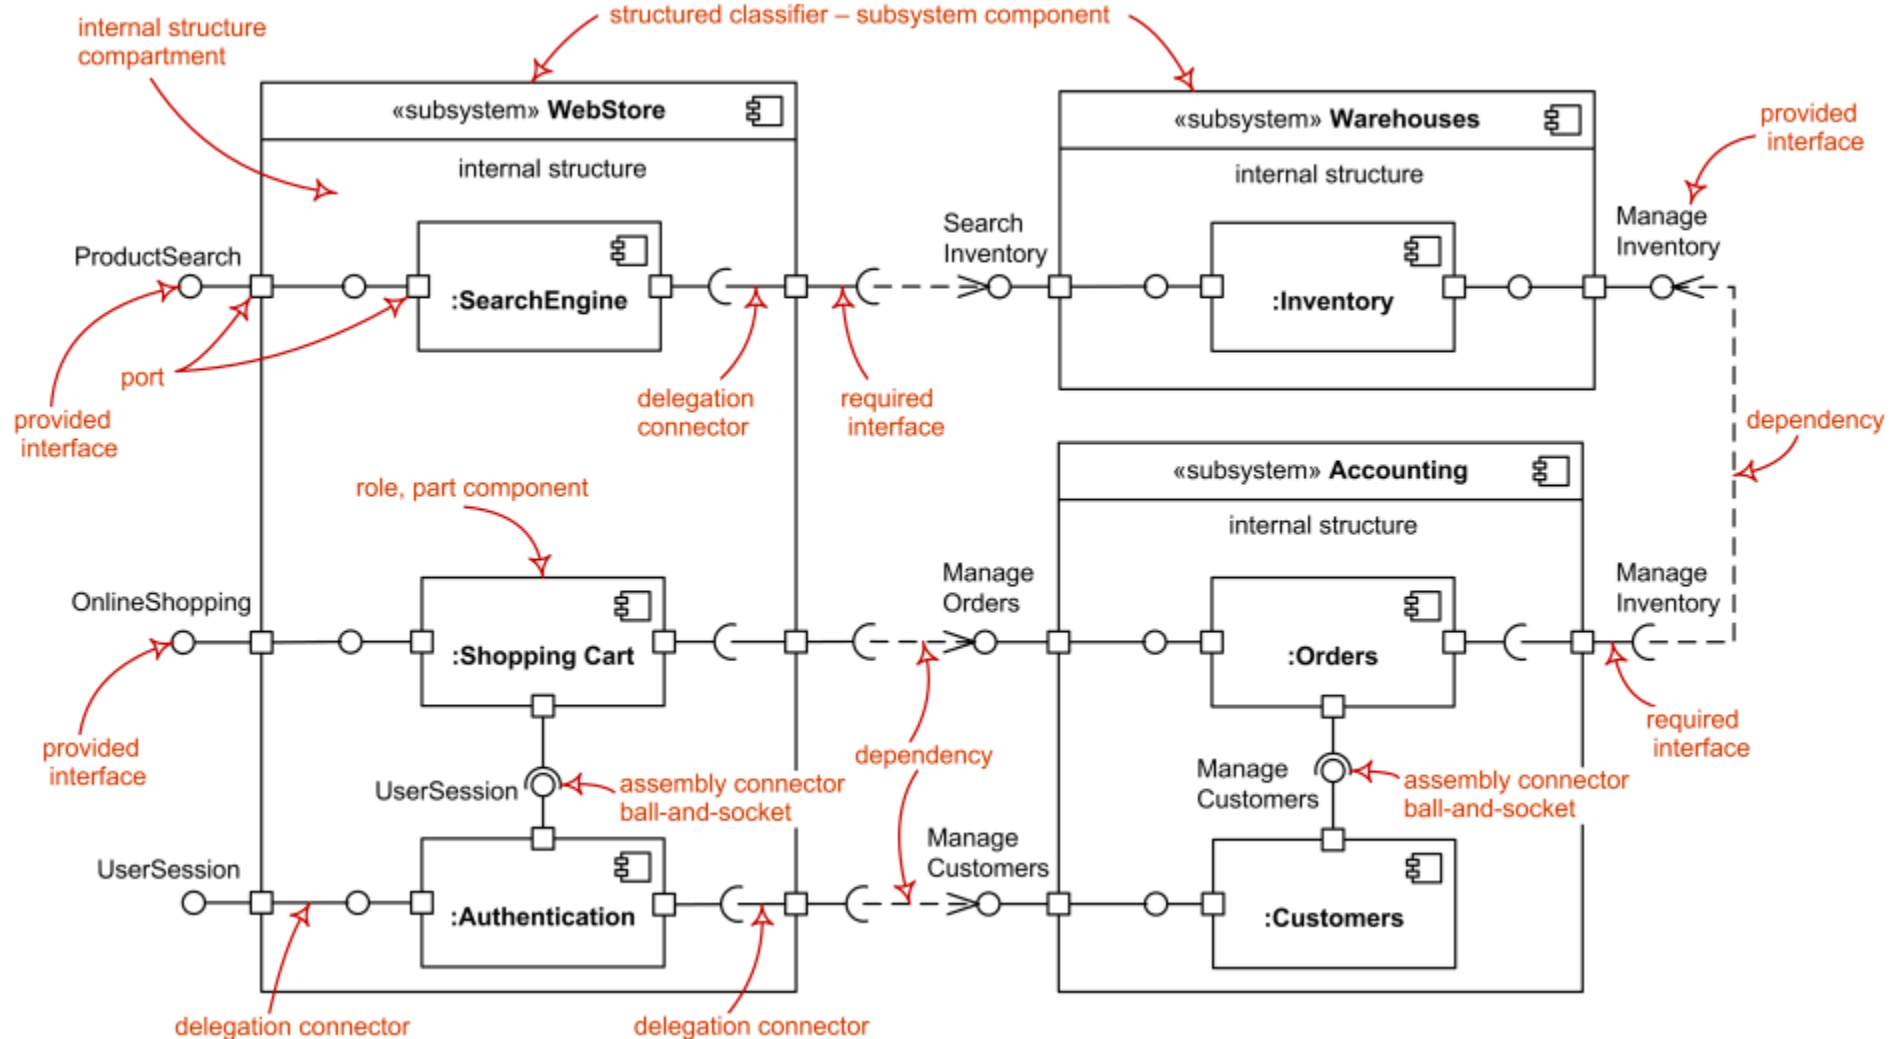 structured classifier – subsystem component
internal structure
compartment
«subsystem» WebStore
«subsystem» Warehouses
provided
interface
internal structure
internal structure
ProductSearch
Search
Inventory
Manage
Inventory
:SearchEngine
:Inventory
port
provided
interface
delegation
connector
required
interface
dependency
«subsystem» Accounting
role, part component
internal structure
OnlineShopping
Manage
Orders
Manage
Inventory
:Shopping Cart
:Orders
provided
interface
required
interface
dependency
UserSession
assembly connector
ball-and-socket
Manage
Customers
assembly connector
ball-and-socket
UserSession
Manage
Customers
:Authentication
:Customers
delegation connector
delegation connector